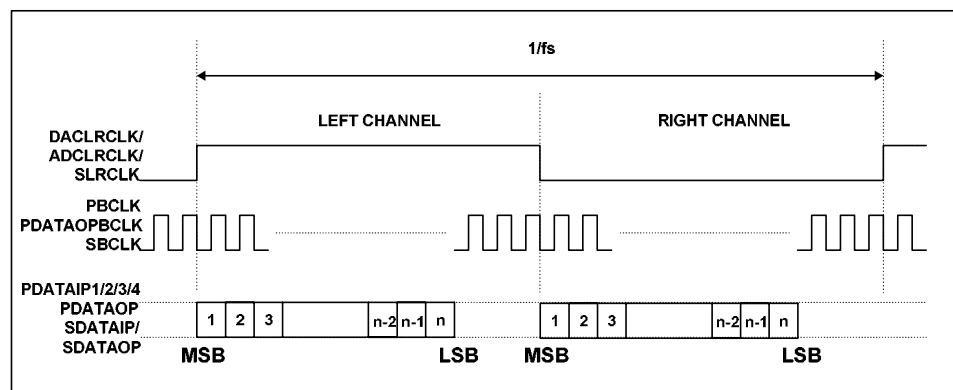 1/fs
LEFT CHANNEL
RIGHT CHANNEL
DACLRCLK/
ADCLRCLK/
SLRCLK
PBCLK
PDATAOPBCLK
SBCLK
PDATAIP1/2/3/4
PDATAOP
SDATAIP/
SDATAOP
1 2 3 n-2 n-1 n 1 2 3 n-2 n-1 n
MSB LSB MSB LSB